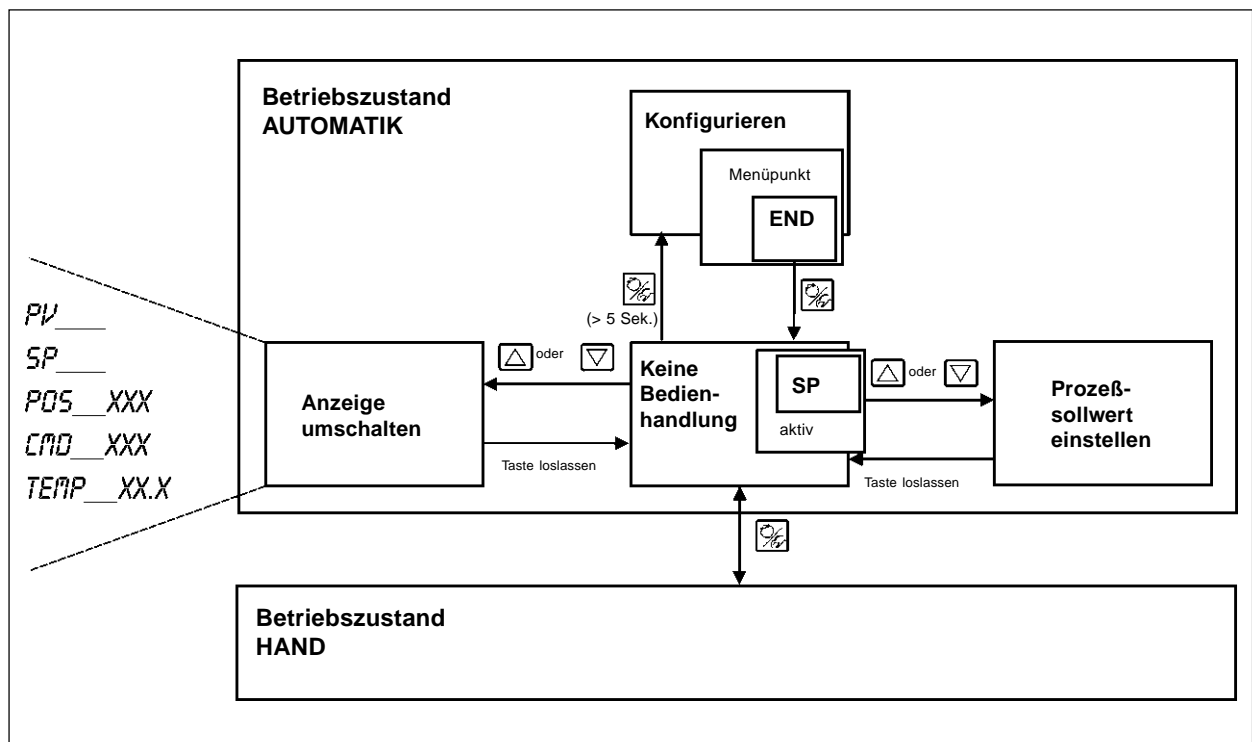 Betriebszustand
AUTOMATIK
Konfigurieren
Menüpunkt
END
(> 5 Sek.)
PV___
SP___
POS__XXX
CMD__XXX
TEMP__XX.X
Anzeige
umschalten
oder
Taste loslassen
Keine
Bedien-
handlung
SP
aktiv
oder
Taste loslassen
Prozeß-
sollwert
einstellen
Betriebszustand
HAND